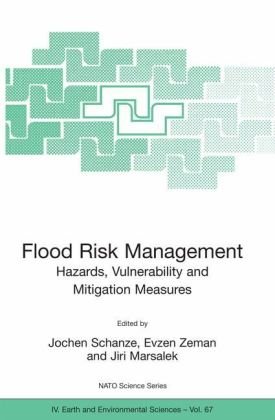 Flood Risk Management
Hazards, Vulnerability and
Mitigation Measures
Edited by
Jochen Schanze, Evzen Zeman
and Jiri Marsalek
NATO Science Series
IV. Earth and Environmental Sciences – Vol. 67